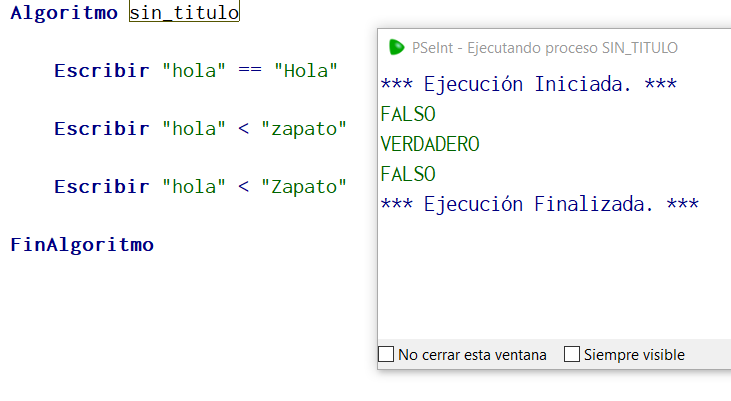 Algoritmo sin_titulo
Escribir "hola" == "Hola"
Escribir "hola" < "zapato"
Escribir "hola" < "Zapato"
FinAlgoritmo
PSeInt - Ejecutando proceso SIN_TITULO
*** Ejecución Iniciada. ***
FALSO
VERDADERO
FALSO
*** Ejecución Finalizada. ***
No cerrar esta ventana Siempre visible